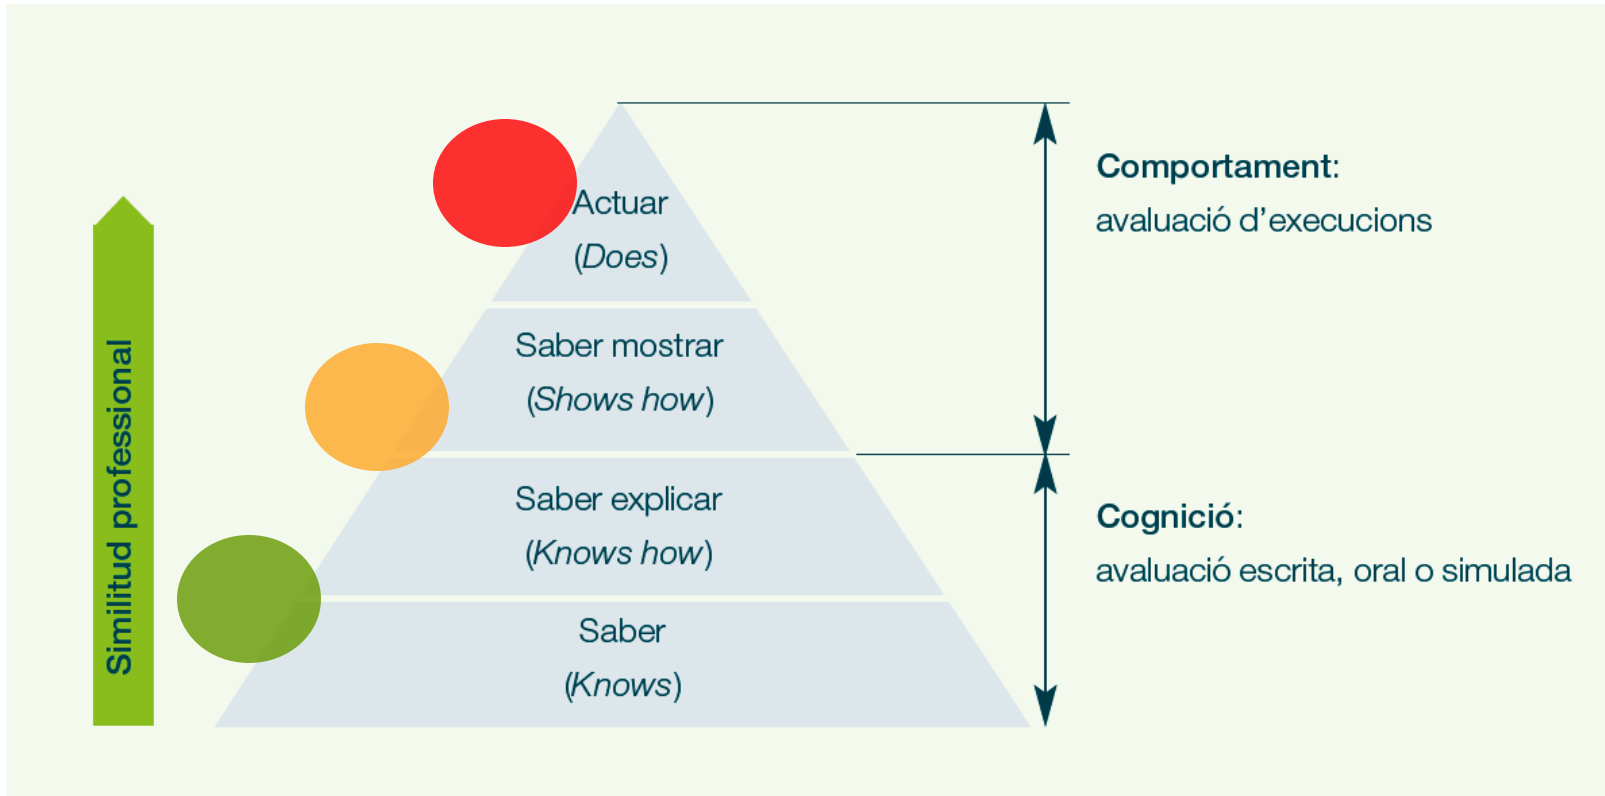 Similitud professional
Actuar
(Does)
Saber mostrar
(Shows how)
Saber explicar
(Knows how)
Saber
(Knows)
Comportament:
avaluació d’execucions
Cognició:
avaluació escrita, oral o simulada